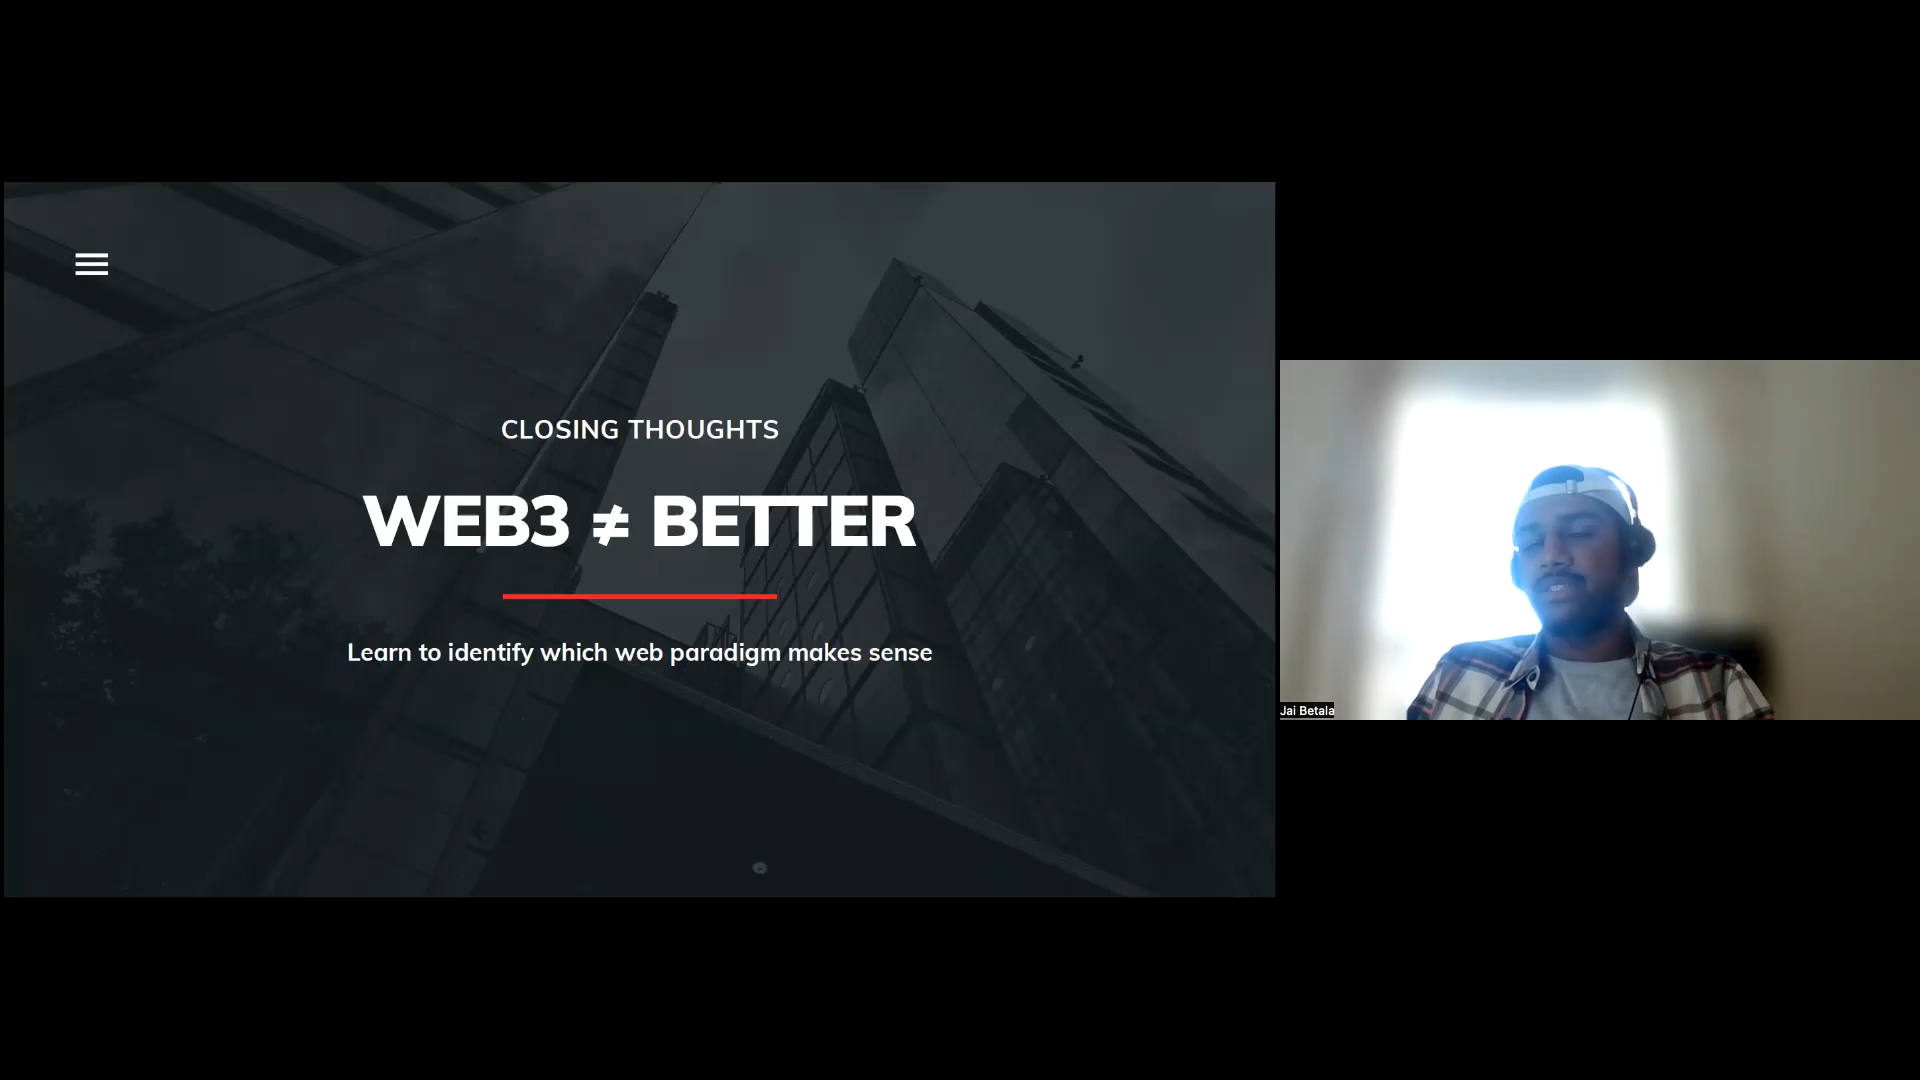 CLOSING THOUGHTS
WEB3 ≠ BETTER
Learn to identify which web paradigm makes sense
Jai Betala